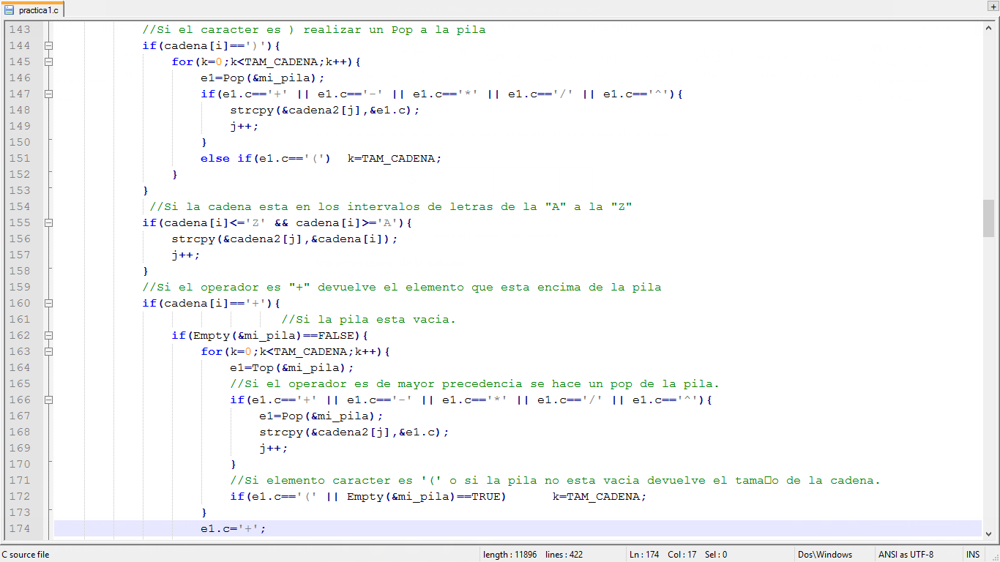 practica1.c
143 //Si el caracter es ) realizar un Pop a la pila
144 if(cadena[i]==')'){
145 for(k=0;k<TAM_CADENA;k++){
146 e1=Pop(&mi_pila);
147 if(e1.c=='+' || e1.c=='-' || e1.c=='*' || e1.c=='/' || e1.c=='^'){
148 strcpy(&cadena2[j],&e1.c);
149 j++;
150 }
151 else if(e1.c=='(') k=TAM_CADENA;
152 }
153 }
154 //Si la cadena esta en los intervalos de letras de la "A" a la "Z"
155 if(cadena[i]<='Z' && cadena[i]>='A'){
156 strcpy(&cadena2[j],&cadena[i]);
157 j++;
158 }
159 //Si el operador es "+" devuelve el elemento que esta encima de la pila
160 if(cadena[i]=='+'){
161 //Si la pila esta vacia.
162 if(Empty(&mi_pila)==FALSE){
163 for(k=0;k<TAM_CADENA;k++){
164 e1=Top(&mi_pila);
165 //Si el operador es de mayor precedencia se hace un pop de la pila.
166 if(e1.c=='+' || e1.c=='-' || e1.c=='*' || e1.c=='/' || e1.c=='^'){
167 e1=Pop(&mi_pila);
168 strcpy(&cadena2[j],&e1.c);
169 j++;
170 }
171 //Si elemento caracter es '(' o si la pila no esta vacia devuelve el tama□o de la cadena.
172 if(e1.c=='(' || Empty(&mi_pila)==TRUE) k=TAM_CADENA;
173 }
174 e1.c='+';
C source file length : 11896 lines : 422 Ln : 174 Col : 17 Sel : 0 Dos\Windows ANSI as UTF-8 INS